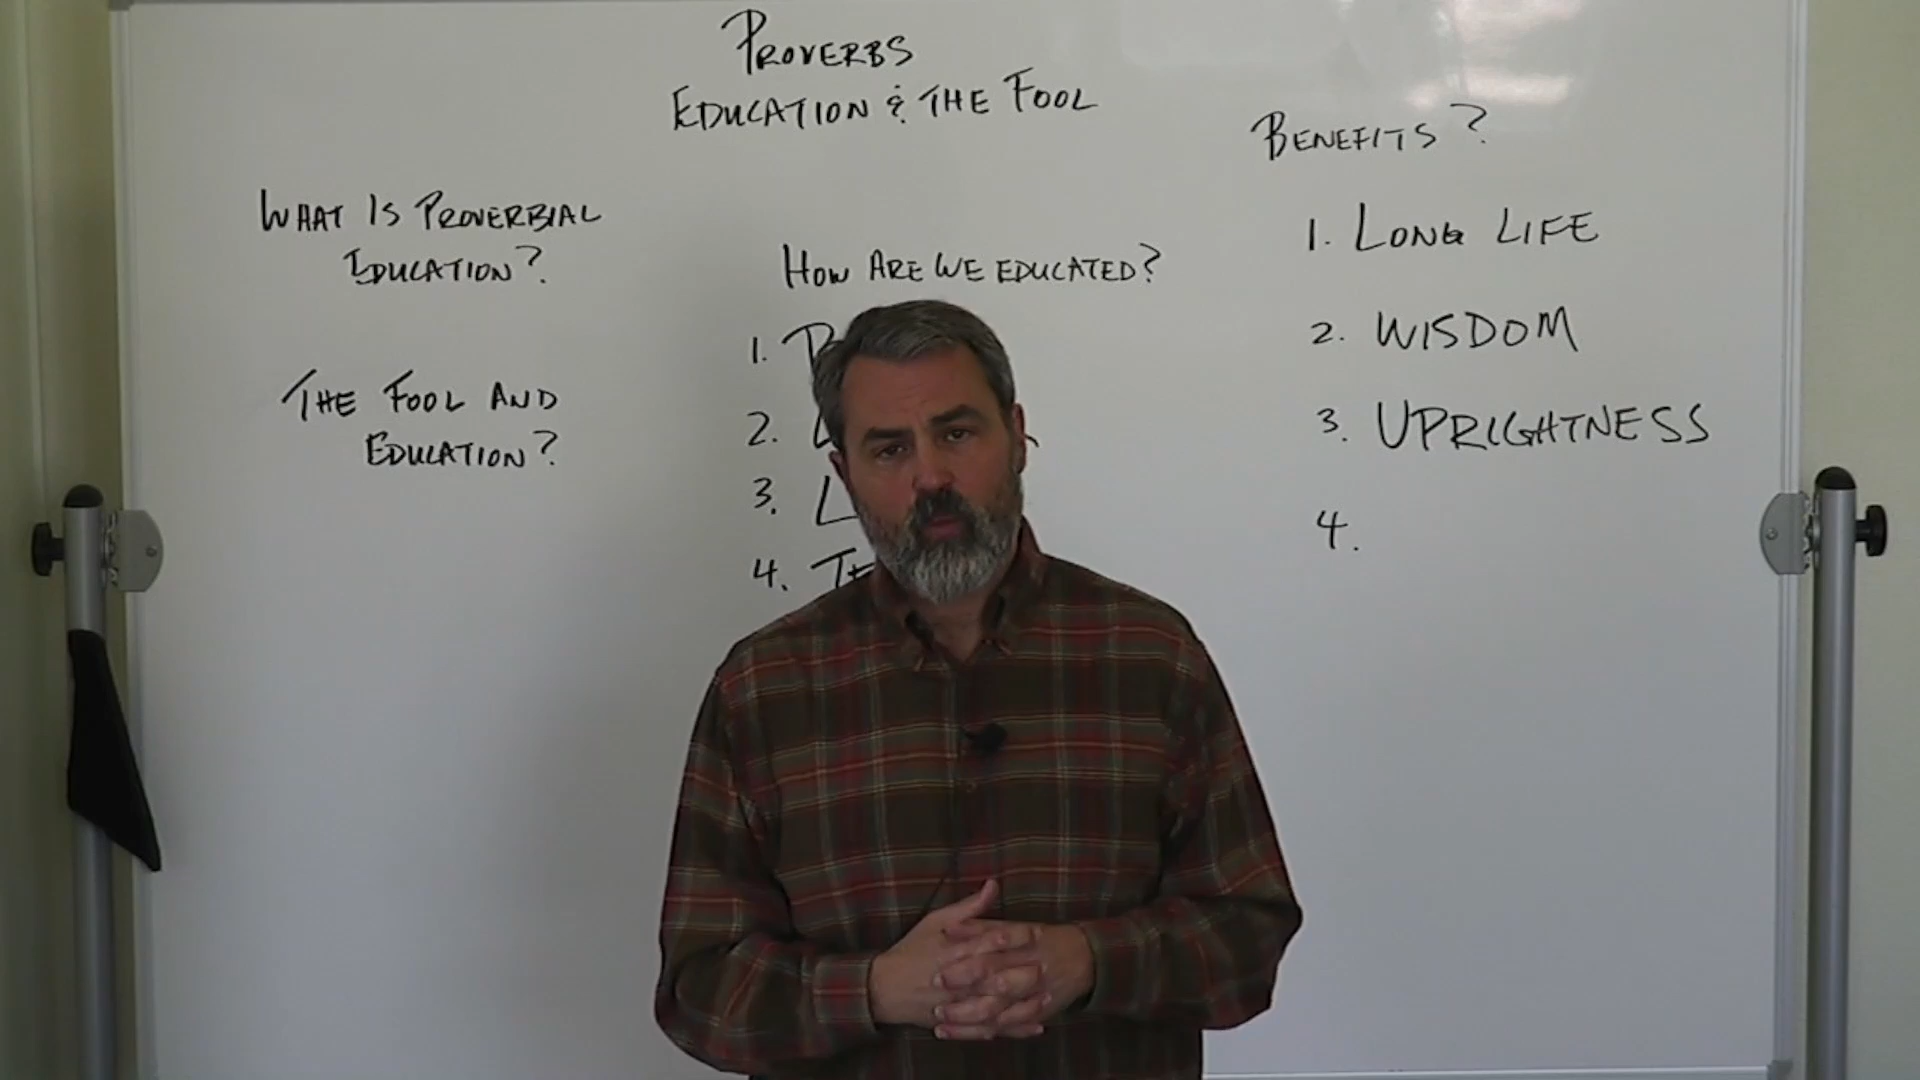 PROVERBS
EDUCATION & THE FOOL
WHAT IS PROVERBIAL
EDUCATION?
THE FOOL AND
EDUCATION?
HOW ARE WE EDUCATED?
1.
2.
3.
4.
BENEFITS?
1. LONG LIFE
2. WISDOM
3. UPRIGHTNESS
4.